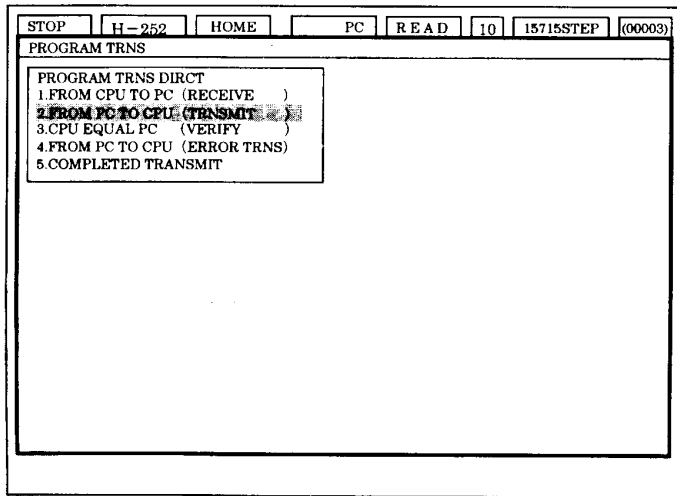 STOP H-252 HOME PC READ 10 15715STEP (00003)
PROGRAM TRNS
PROGRAM TRNS DIRCT
1.FROM CPU TO PC (RECEIVE )
2.FROM PC TO CPU (TRNSMIT )
3.CPU EQUAL PC (VERIFY )
4.FROM PC TO CPU (ERROR TRNS)
5.COMPLETED TRANSMIT